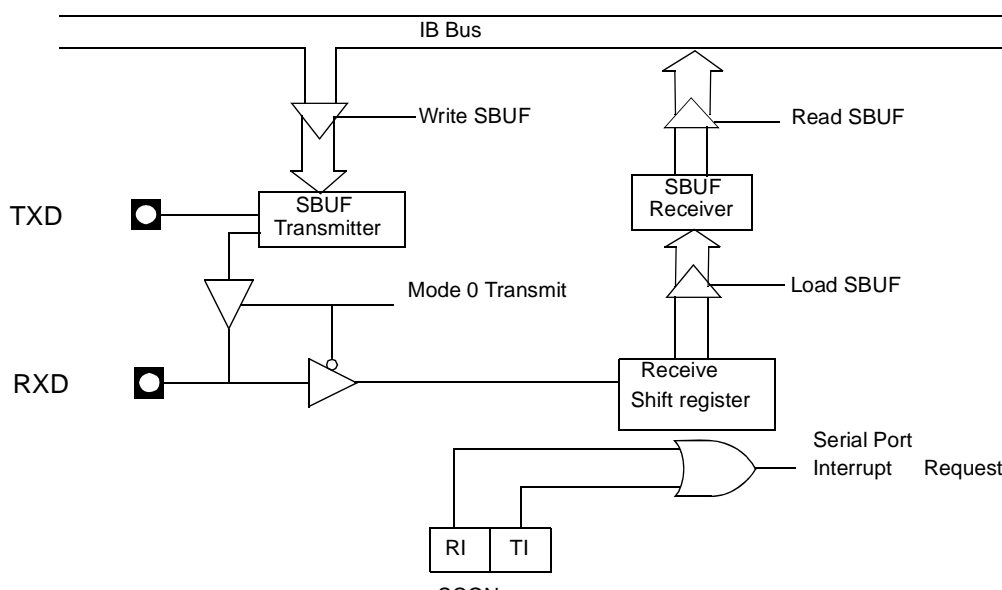 IB Bus
Write SBUF
Read SBUF
TXD
SBUF
Transmitter
SBUF
Receiver
Mode 0 Transmit
Load SBUF
RXD
Receive
Shift register
Serial Port
Interrupt Request
RI
TI